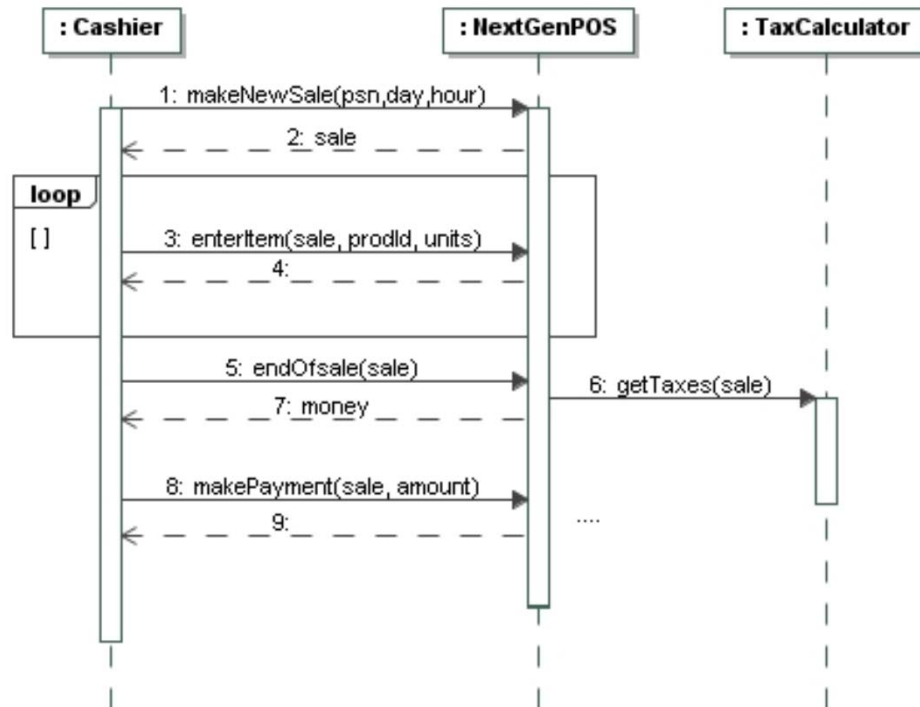 : Cashier
: NextGenPOS
: TaxCalculator
1: makeNewSale(psn,day,hour)
2: sale
loop
[ ]
3: enterItem(sale, prodId, units)
4:
5: endOfsale(sale)
6: getTaxes(sale)
7: money
8: makePayment(sale, amount)
9:
....